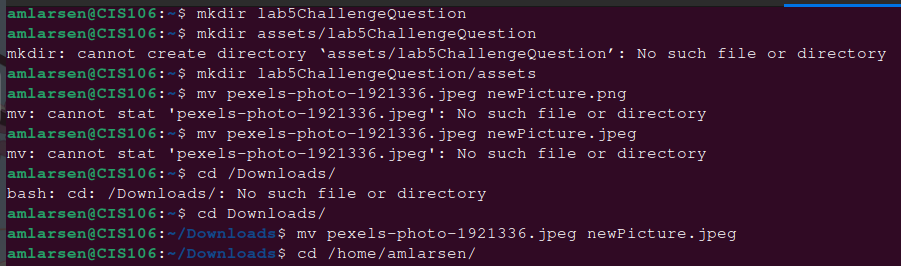 amlarsen@CIS106:~$ mkdir lab5ChallengeQuestion
amlarsen@CIS106:~$ mkdir assets/lab5ChallengeQuestion
mkdir: cannot create directory ‘assets/lab5ChallengeQuestion’: No such file or directory
amlarsen@CIS106:~$ mkdir lab5ChallengeQuestion/assets
amlarsen@CIS106:~$ mv pexels-photo-1921336.jpeg newPicture.png
mv: cannot stat 'pexels-photo-1921336.jpeg': No such file or directory
amlarsen@CIS106:~$ mv pexels-photo-1921336.jpeg newPicture.jpeg
mv: cannot stat 'pexels-photo-1921336.jpeg': No such file or directory
amlarsen@CIS106:~$ cd /Downloads/
bash: cd: /Downloads/: No such file or directory
amlarsen@CIS106:~$ cd Downloads/
amlarsen@CIS106:~/Downloads$ mv pexels-photo-1921336.jpeg newPicture.jpeg
amlarsen@CIS106:~/Downloads$ cd /home/amlarsen/